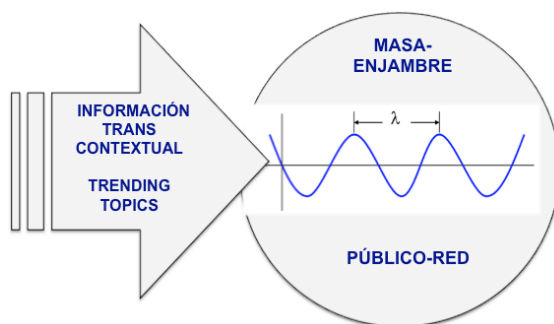 INFORMACIÓN
TRANS
CONTEXTUAL
TRENDING
TOPICS
MASA-
ENJAMBRE
λ
PÚBLICO-RED